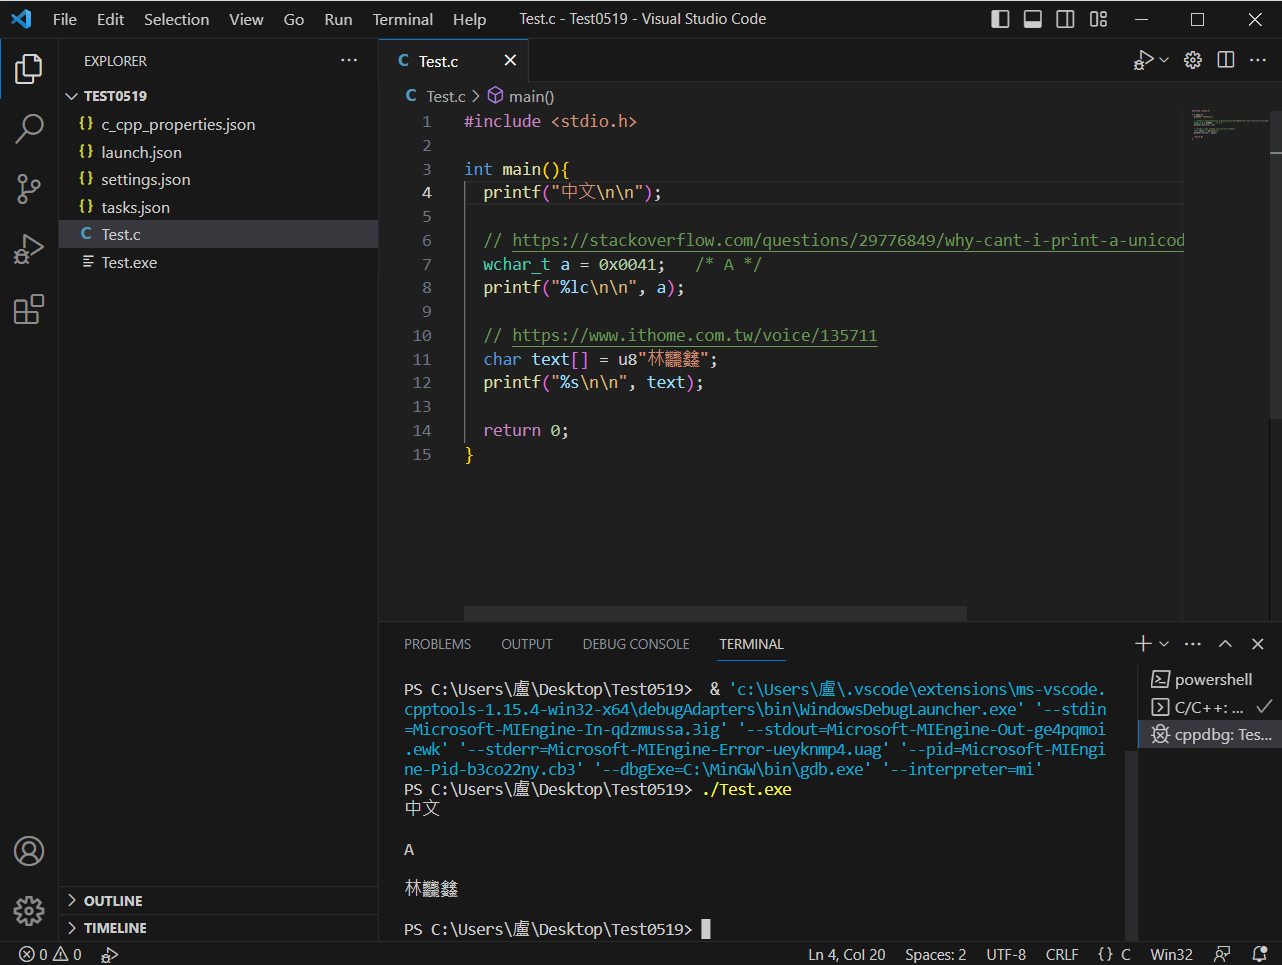 File Edit Selection View Go Run Terminal Help Test.c - Test0519 - Visual Studio Code
EXPLORER
TEST0519
c_cpp_properties.json
launch.json
settings.json
tasks.json
C Test.c
Test.exe
OUTLINE
TIMELINE
C Test.c
C Test.c > main()
1 #include <stdio.h>
2
3 int main(){
4 printf("中文\n\n");
5
6 // https://stackoverflow.com/questions/29776849/why-cant-i-print-a-unicod
7 wchar_t a = 0x0041; /* A */
8 printf("%lc\n\n", a);
9
10 // https://www.ithome.com.tw/voice/135711
11 char text[] = u8"林龘鑫";
12 printf("%s\n\n", text);
13
14 return 0;
15 }
PROBLEMS OUTPUT DEBUG CONSOLE TERMINAL
PS C:\Users\盧\Desktop\Test0519> & 'c:\Users\盧\.vscode\extensions\ms-vscode.
cpptools-1.15.4-win32-x64\debugAdapters\bin\WindowsDebugLauncher.exe' '--stdin
=Microsoft-MIEngine-In-qdzmussa.3ig' '--stdout=Microsoft-MIEngine-Out-ge4pqmoi
.ewk' '--stderr=Microsoft-MIEngine-Error-ueyknmp4.uag' '--pid=Microsoft-MIEngi
ne-Pid-b3co22ny.cb3' '--dbgExe=C:\MinGW\bin\gdb.exe' '--interpreter=mi'
PS C:\Users\盧\Desktop\Test0519> ./Test.exe
中文
A
林龘鑫
PS C:\Users\盧\Desktop\Test0519>
powershell
C/C++: ...
cppdbg: Tes...
0 0 Ln 4, Col 20 Spaces: 2 UTF-8 CRLF {} C Win32